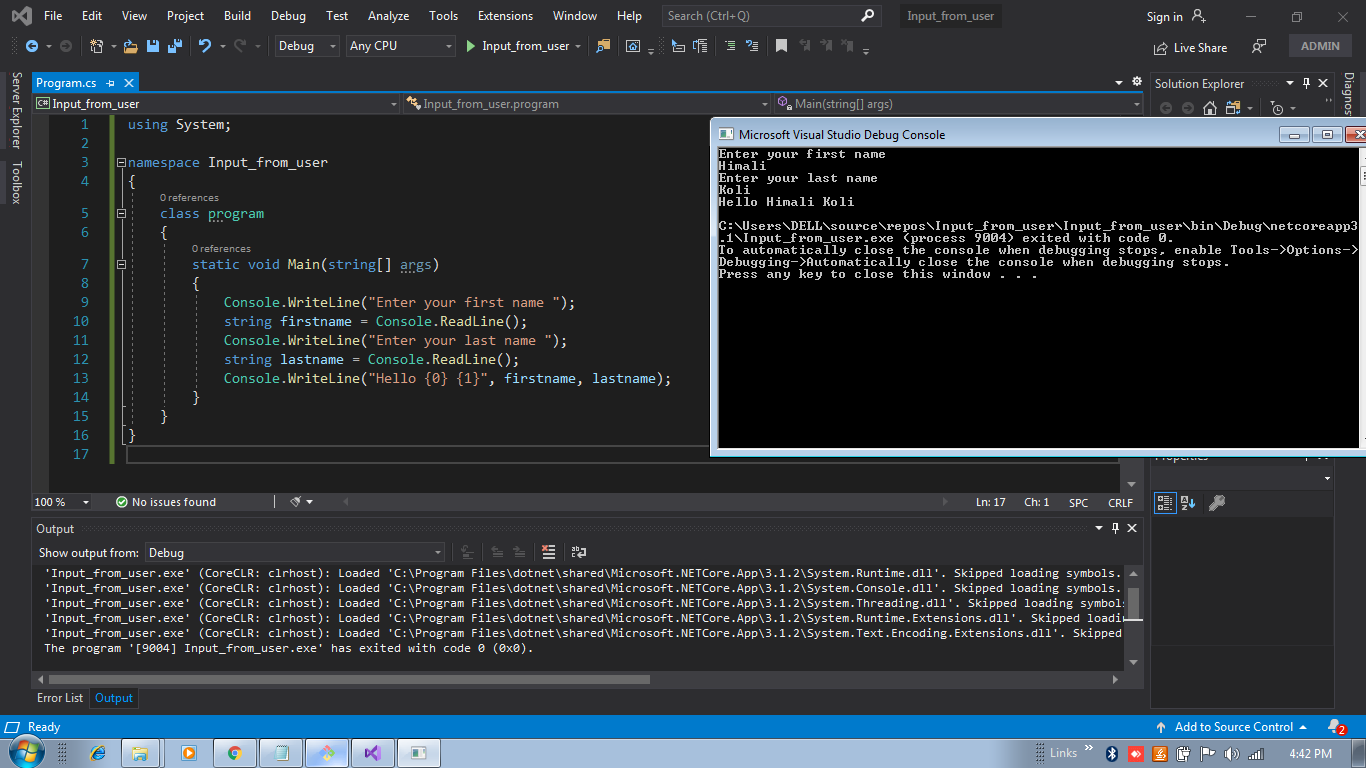 File Edit View Project Build Debug Test Analyze Tools Extensions Window Help Search (Ctrl+Q) Input_from_user Sign in
Debug Any CPU Input_from_user Live Share ADMIN
Server Explorer
Toolbox
Program.cs
Input_from_user Input_from_user.program Main(string[] args)
1 using System;
2
3 namespace Input_from_user
4 {
0 references
5 class program
6 {
0 references
7 static void Main(string[] args)
8 {
9 Console.WriteLine("Enter your first name ");
10 string firstname = Console.ReadLine();
11 Console.WriteLine("Enter your last name ");
12 string lastname = Console.ReadLine();
13 Console.WriteLine("Hello {0} {1}", firstname, lastname);
14 }
15 }
16 }
17
100 % No issues found Ln: 17 Ch: 1 SPC CRLF
Microsoft Visual Studio Debug Console
Enter your first name
Himali
Enter your last name
Koli
Hello Himali Koli
C:\Users\DELL\source\repos\Input_from_user\Input_from_user\bin\Debug\netcoreapp3
.1\Input_from_user.exe (process 9004) exited with code 0.
To automatically close the console when debugging stops, enable Tools->Options->
Debugging->Automatically close the console when debugging stops.
Press any key to close this window . . .
Solution Explorer
Diagnos
Properties
Output
Show output from: Debug
'Input_from_user.exe' (CoreCLR: clrhost): Loaded 'C:\Program Files\dotnet\shared\Microsoft.NETCore.App\3.1.2\System.Runtime.dll'. Skipped loading symbols.
'Input_from_user.exe' (CoreCLR: clrhost): Loaded 'C:\Program Files\dotnet\shared\Microsoft.NETCore.App\3.1.2\System.Console.dll'. Skipped loading symbols.
'Input_from_user.exe' (CoreCLR: clrhost): Loaded 'C:\Program Files\dotnet\shared\Microsoft.NETCore.App\3.1.2\System.Threading.dll'. Skipped loading symbols
'Input_from_user.exe' (CoreCLR: clrhost): Loaded 'C:\Program Files\dotnet\shared\Microsoft.NETCore.App\3.1.2\System.Runtime.Extensions.dll'. Skipped loadi
'Input_from_user.exe' (CoreCLR: clrhost): Loaded 'C:\Program Files\dotnet\shared\Microsoft.NETCore.App\3.1.2\System.Text.Encoding.Extensions.dll'. Skipped
The program '[9004] Input_from_user.exe' has exited with code 0 (0x0).
Error List Output
Ready Add to Source Control 2
Links 4:42 PM